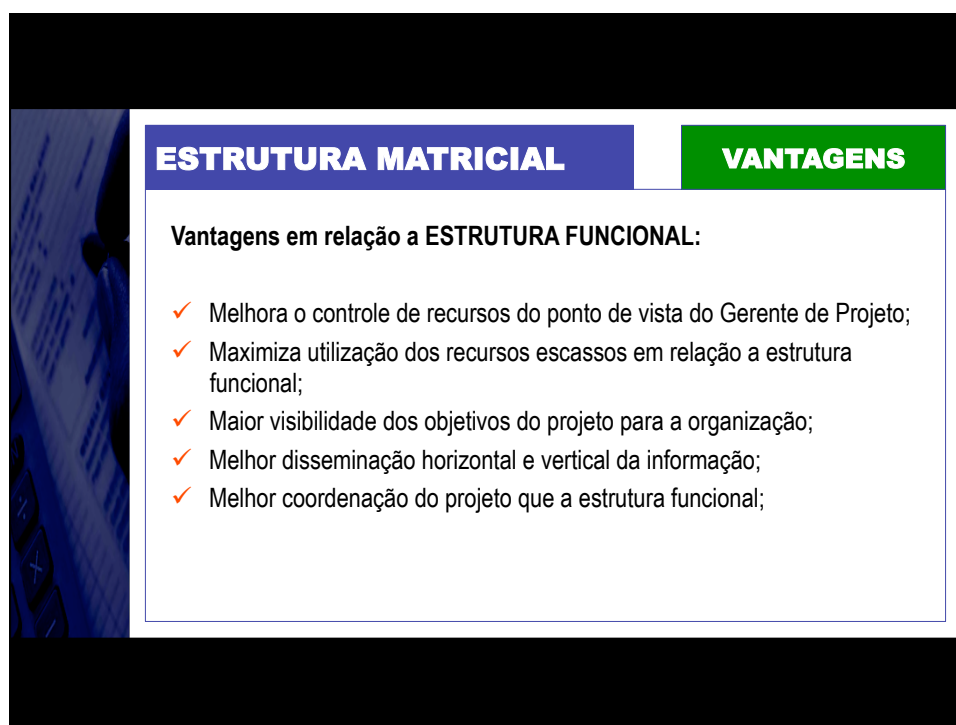 ESTRUTURA MATRICIAL
VANTAGENS
Vantagens em relação a ESTRUTURA FUNCIONAL:
✓ Melhora o controle de recursos do ponto de vista do Gerente de Projeto;
✓ Maximiza utilização dos recursos escassos em relação a estrutura
funcional;
✓ Maior visibilidade dos objetivos do projeto para a organização;
✓ Melhor disseminação horizontal e vertical da informação;
✓ Melhor coordenação do projeto que a estrutura funcional;